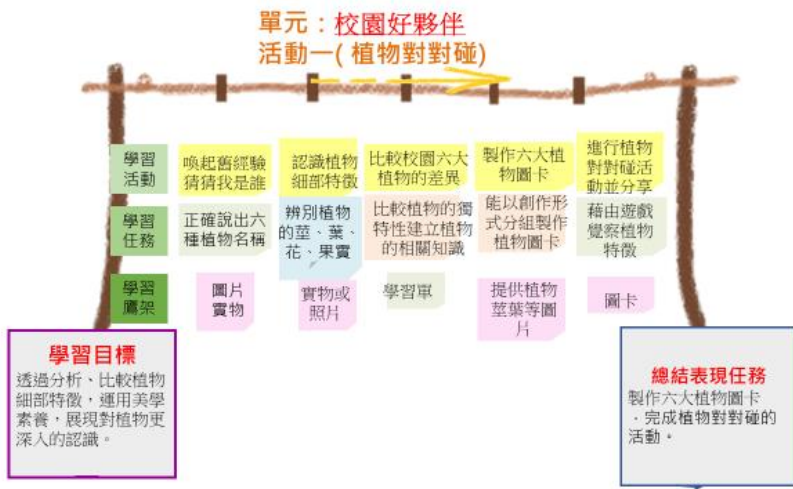 單元：校園好夥伴
活動一( 植物對對碰)
學習
活動
喚起舊經驗
猜猜我是誰
認識植物
細部特徵
比較校園六大
植物的差異
製作六大植
物圖卡
進行植物
對對碰活
動並分享
學習
任務
正確說出六
種植物名稱
辨別植物
的莖、葉、
花、果實
比較植物的獨
特性建立植物
的相關知識
能以創作形
式分組製作
植物圖卡
藉由遊戲
覺察植物
特徵
學習
鷹架
圖片
實物
實物或
照片
學習單
提供植物
莖葉等圖
片
圖卡
學習目標
透過分析、比較植物
細部特徵，運用美學
素養，展現對植物更
深入的認識。
總結表現任務
製作六大植物圖卡
．完成植物對對碰的
活動。